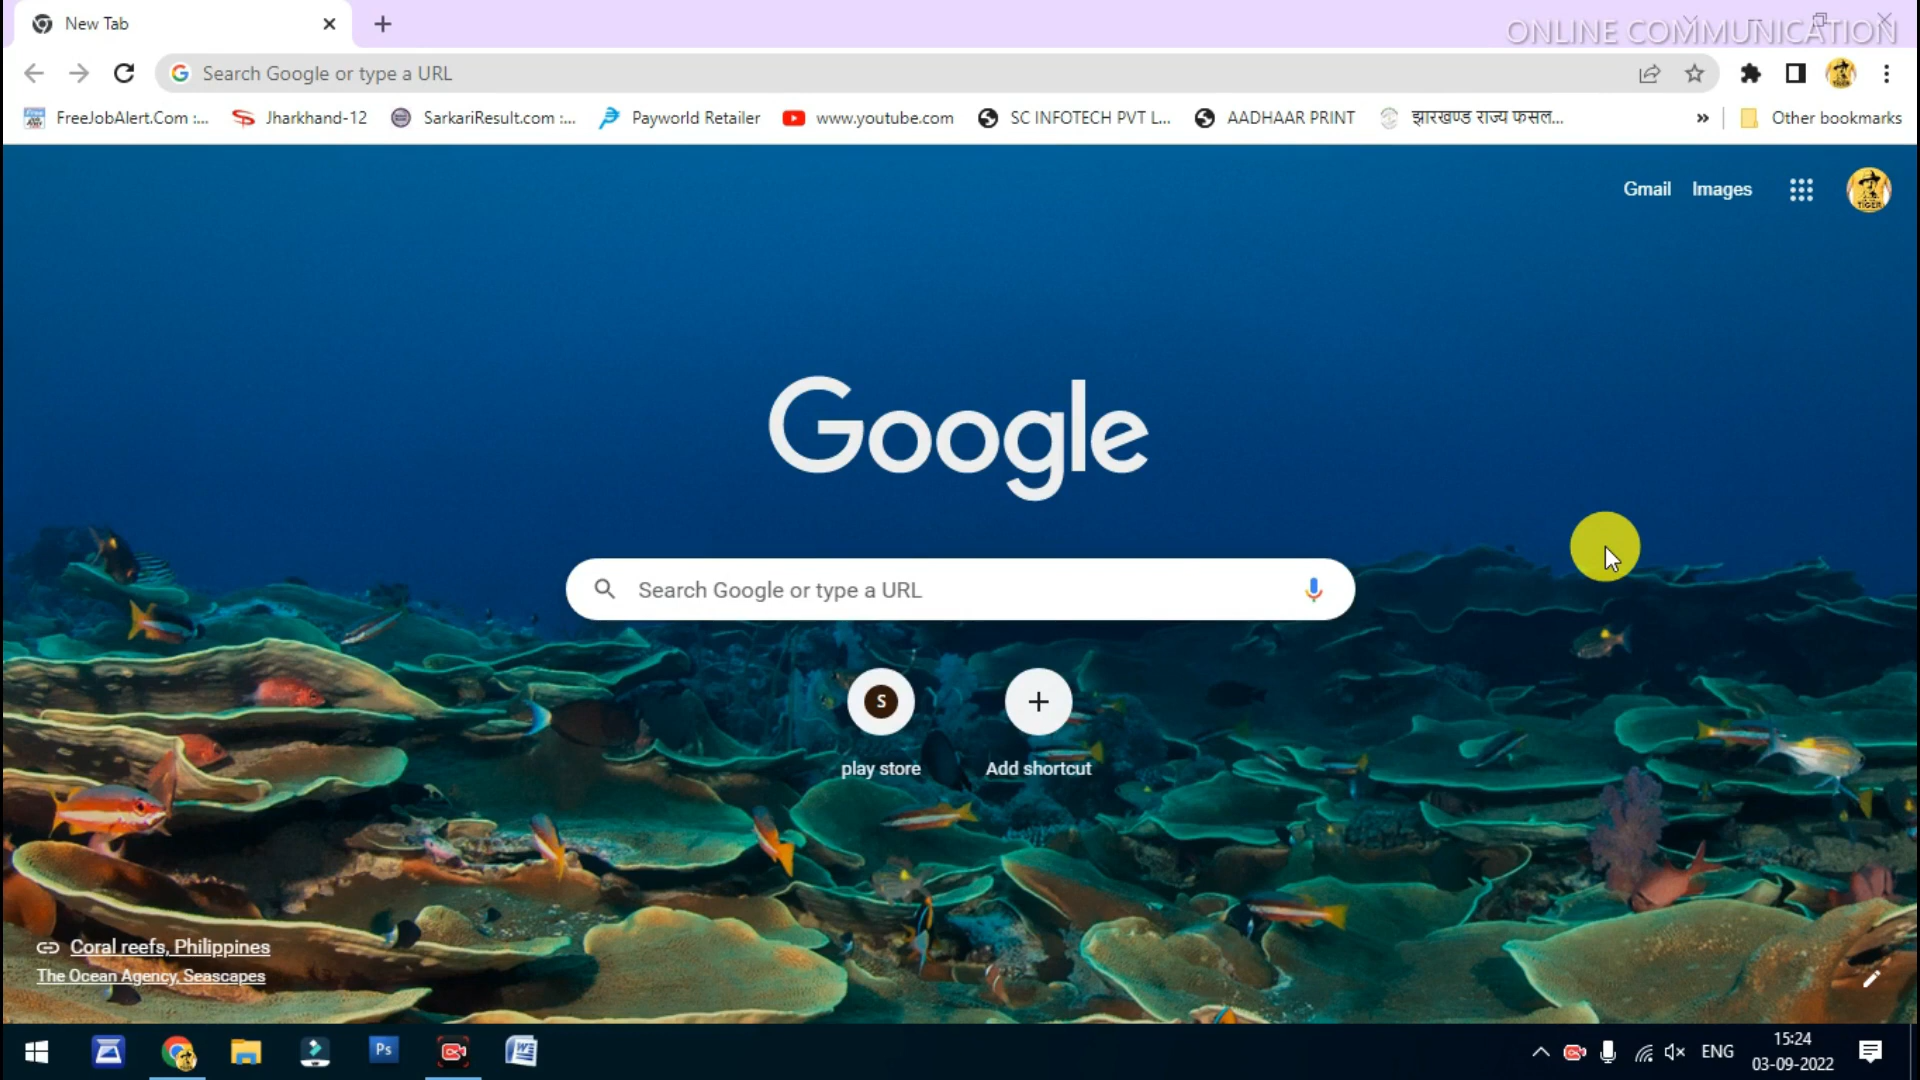 New Tab
ONLINE COMMUNICATION
Search Google or type a URL
FreeJobAlert.Com :...
Jharkhand-12
SarkariResult.com :...
Payworld Retailer
www.youtube.com
SC INFOTECH PVT L...
AADHAAR PRINT
झारखण्ड राज्य फसल...
»
Other bookmarks
Gmail
Images
TIGER
Google
Search Google or type a URL
S
play store
Add shortcut
Coral reefs, Philippines
The Ocean Agency, Seascapes
Ps
W
ENG
15:24
03-09-2022